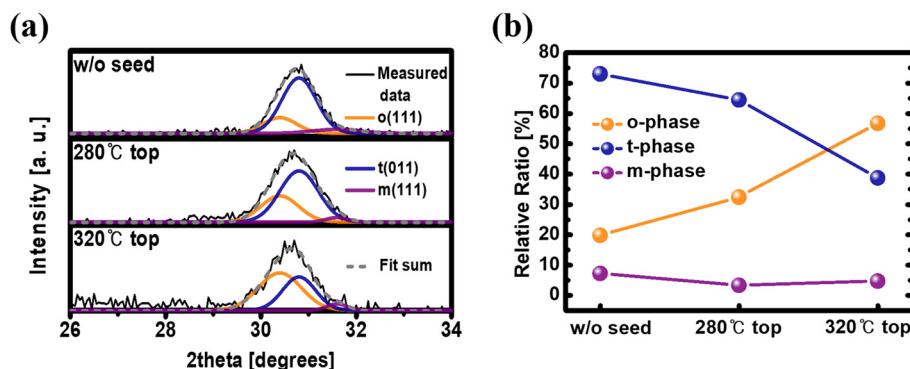 (a)
w/o seed
Measured
data
o(111)
280℃ top
t(011)
m(111)
320℃ top
Fit sum
Intensity [a. u.]
26 28 30 32 34
2theta [degrees]
(b)
80
70
60
50
40
30
20
10
0
Relative Ratio [%]
o-phase
t-phase
m-phase
w/o seed 280℃ top 320℃ top